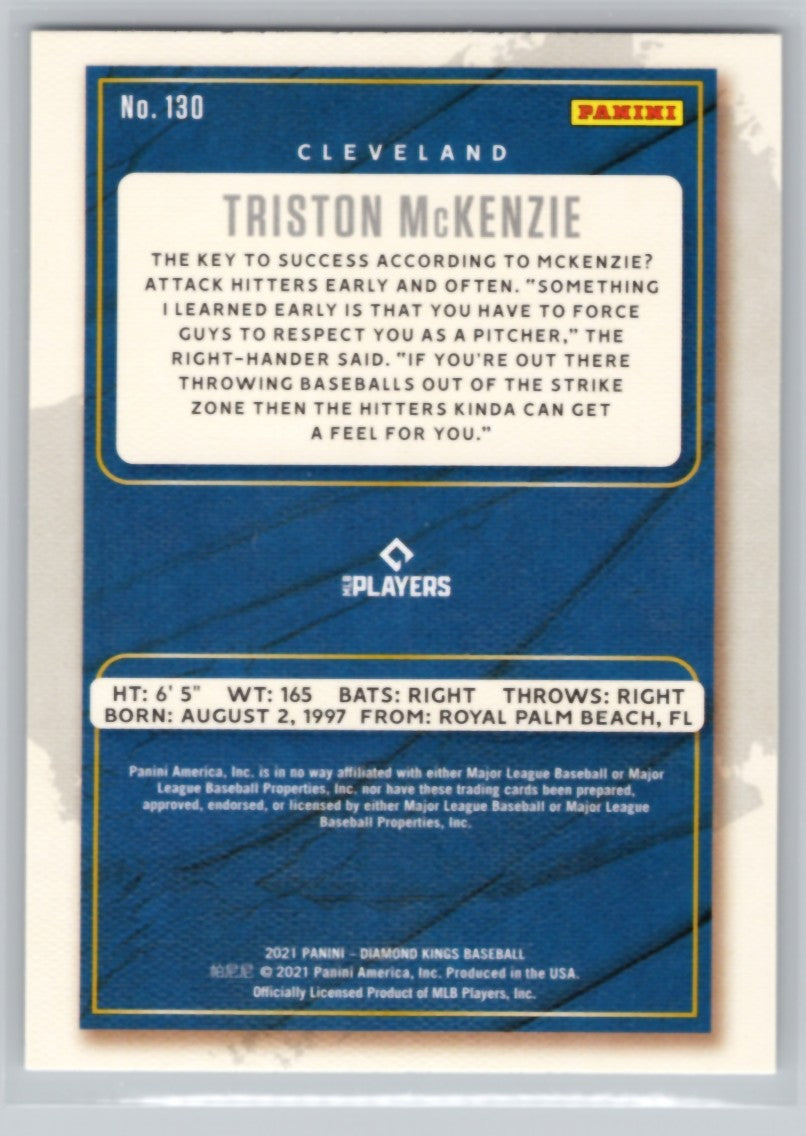 No. 130
PANINI
CLEVELAND
TRISTON McKENZIE
THE KEY TO SUCCESS ACCORDING TO MCKENZIE?
ATTACK HITTERS EARLY AND OFTEN. "SOMETHING
I LEARNED EARLY IS THAT YOU HAVE TO FORCE
GUYS TO RESPECT YOU AS A PITCHER," THE
RIGHT-HANDER SAID. "IF YOU'RE OUT THERE
THROWING BASEBALLS OUT OF THE STRIKE
ZONE THEN THE HITTERS KINDA CAN GET
A FEEL FOR YOU."
MLB PLAYERS
HT: 6' 5" WT: 165 BATS: RIGHT THROWS: RIGHT
BORN: AUGUST 2, 1997 FROM: ROYAL PALM BEACH, FL
Panini America, Inc. is in no way affiliated with either Major League Baseball or Major
League Baseball Properties, Inc. nor have these trading cards been prepared,
approved, endorsed, or licensed by either Major League Baseball or Major League
Baseball Properties, Inc.
2021 PANINI – DIAMOND KINGS BASEBALL
帕尼尼 © 2021 Panini America, Inc. Produced in the USA.
Officially Licensed Product of MLB Players, Inc.